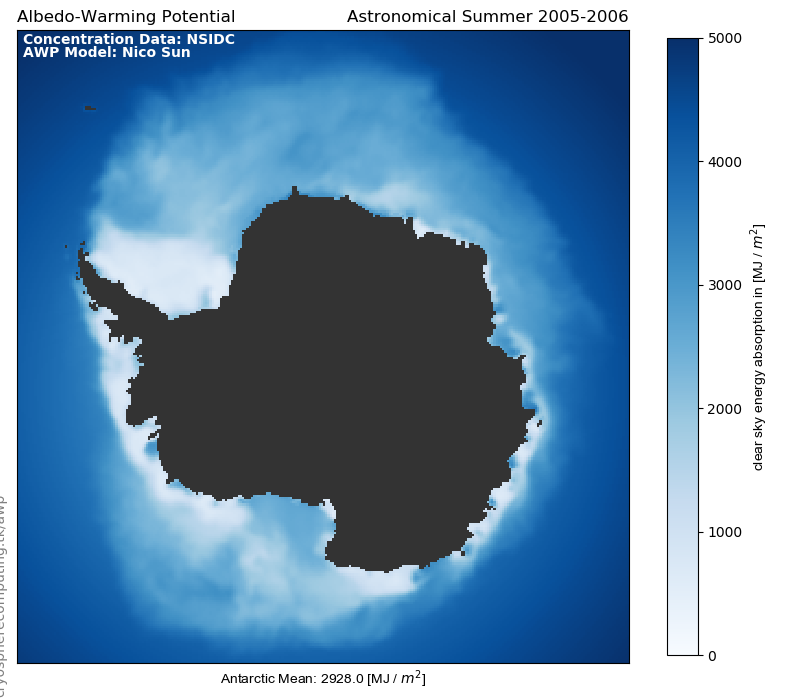 Albedo-Warming Potential
Astronomical Summer 2005-2006
Concentration Data: NSIDC
AWP Model: Nico Sun
5000
4000
3000
2000
1000
0
clear sky energy absorption in [MJ / m²]
cryospherecomputing.tk/awp
Antarctic Mean: 2928.0 [MJ / m²]